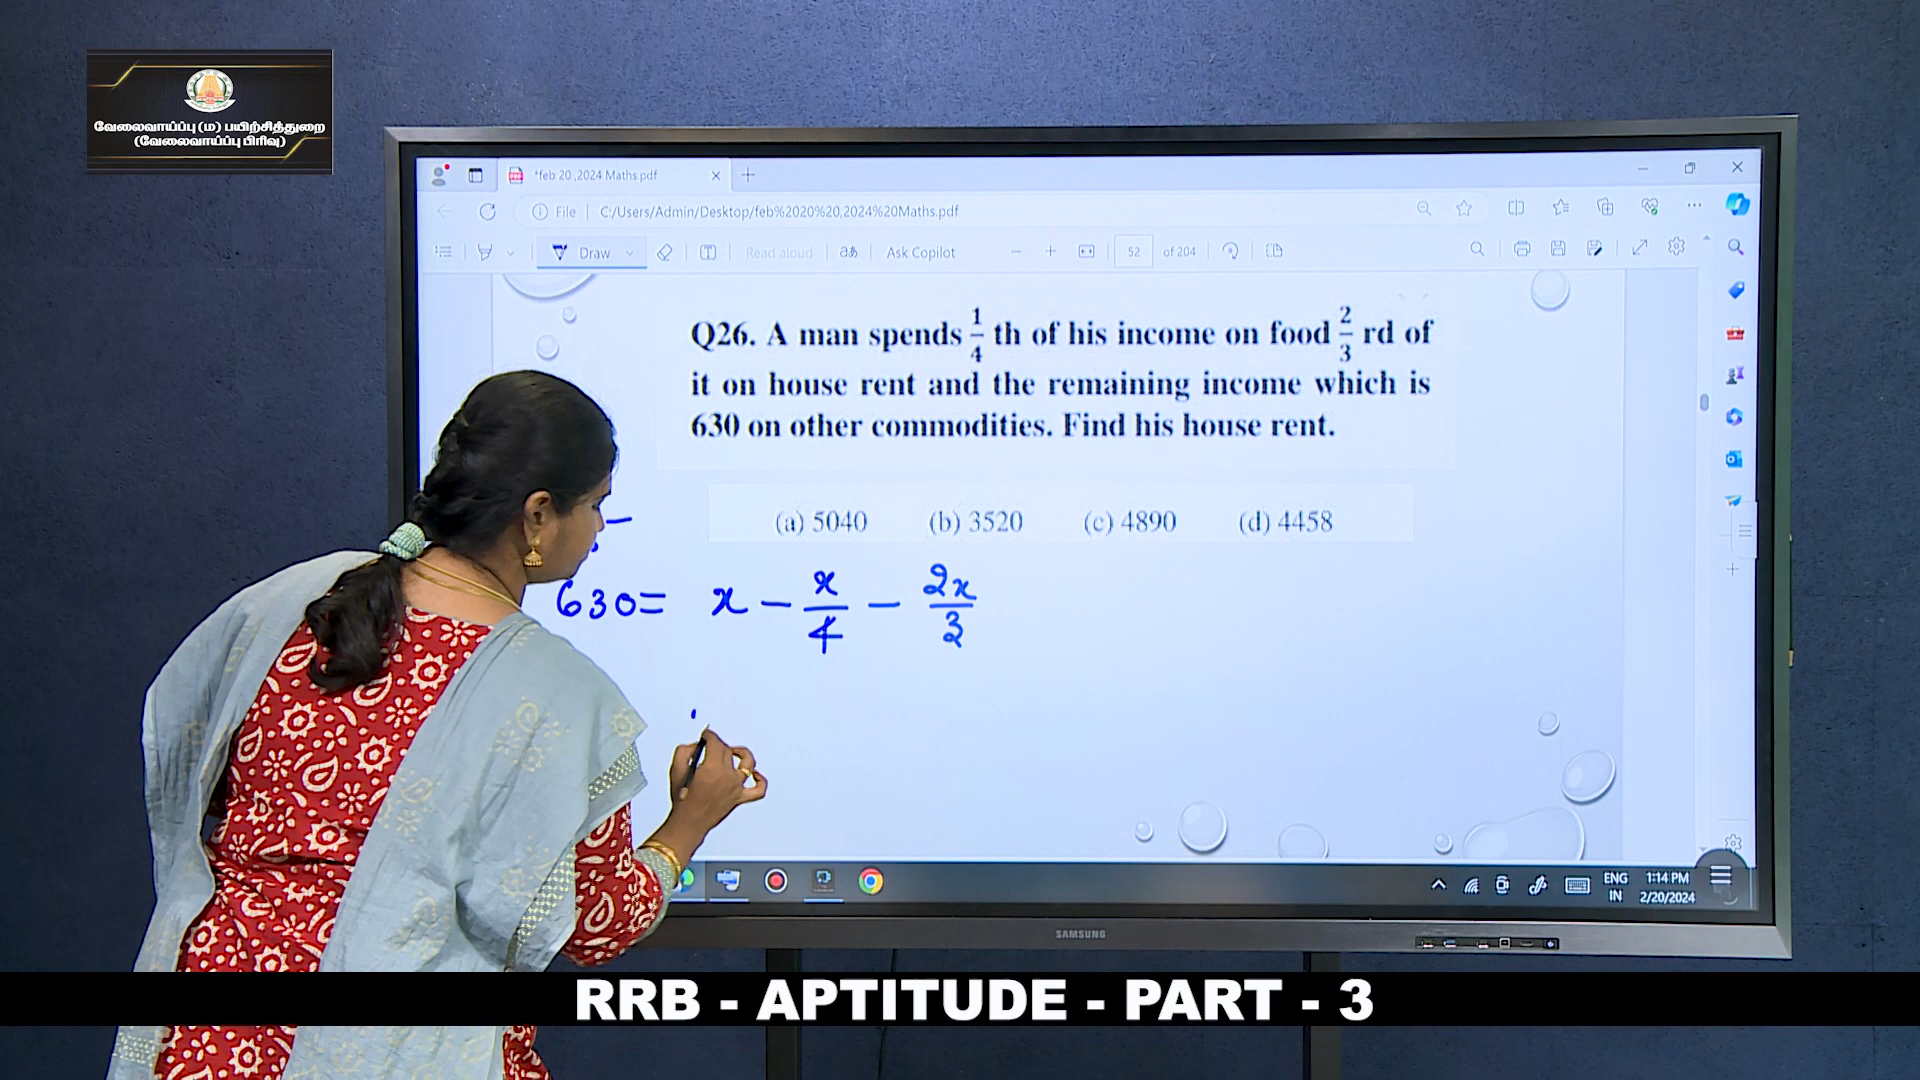 வேலைவாய்ப்பு (ம) பயிற்சித்துறை
(வேலைவாய்ப்பு பிரிவு)
*feb 20 ,2024 Maths.pdf
File C:/Users/Admin/Desktop/feb%2020%20,2024%20Maths.pdf
Draw Read aloud Ask Copilot 52 of 204
Q26. A man spends 1/4 th of his income on food 2/3 rd of
it on house rent and the remaining income which is
630 on other commodities. Find his house rent.
(a) 5040 (b) 3520 (c) 4890 (d) 4458
630 = x - x/4 - 2x/3
ENG 1:14 PM
IN 2/20/2024
SAMSUNG
RRB - APTITUDE - PART - 3